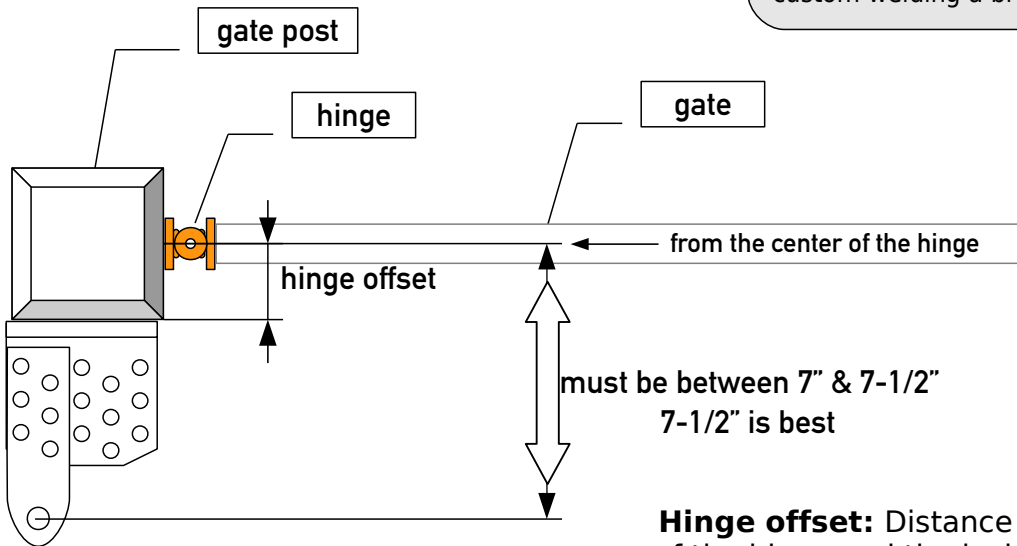 gate post
hinge
gate
from the center of the hinge
hinge offset
must be between 7” & 7-1/2”
7-1/2” is best
Hinge offset: Distance